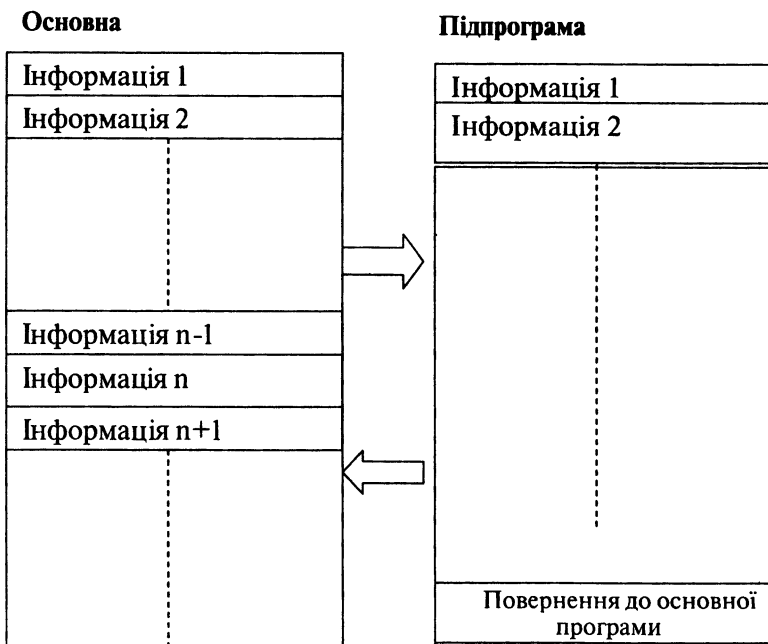 Основна
Інформація 1
Інформація 2
Інформація n-1
Інформація n
Інформація n+1
Підпрограма
Інформація 1
Інформація 2
Повернення до основної
програми